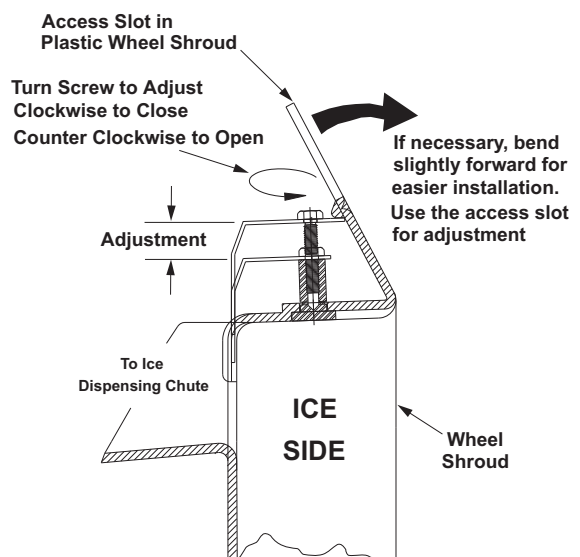 Access Slot in
Plastic Wheel Shroud
Turn Screw to Adjust
Clockwise to Close
Counter Clockwise to Open
If necessary, bend
slightly forward for
easier installation.
Use the access slot
for adjustment
Adjustment
To Ice
Dispensing Chute
ICE
SIDE
Wheel
Shroud